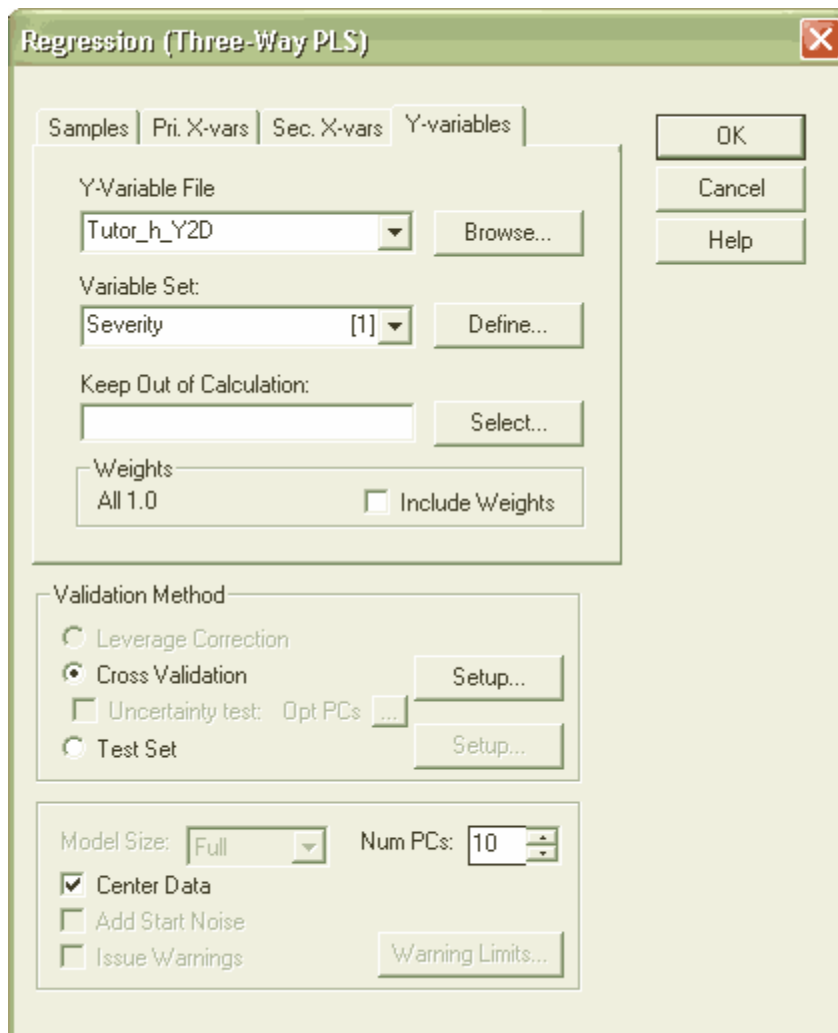 Regression (Three-Way PLS)
Samples Pri. X-vars Sec. X-vars Y-variables
OK
Cancel
Help
Y-Variable File
Tutor_h_Y2D Browse...
Variable Set:
Severity [1] Define...
Keep Out of Calculation:
Select...
Weights
All 1.0 Include Weights
Validation Method
Leverage Correction
Cross Validation Setup...
Uncertainty test: Opt PCs ...
Test Set Setup...
Model Size: Full Num PCs: 10
Center Data
Add Start Noise
Issue Warnings Warning Limits...